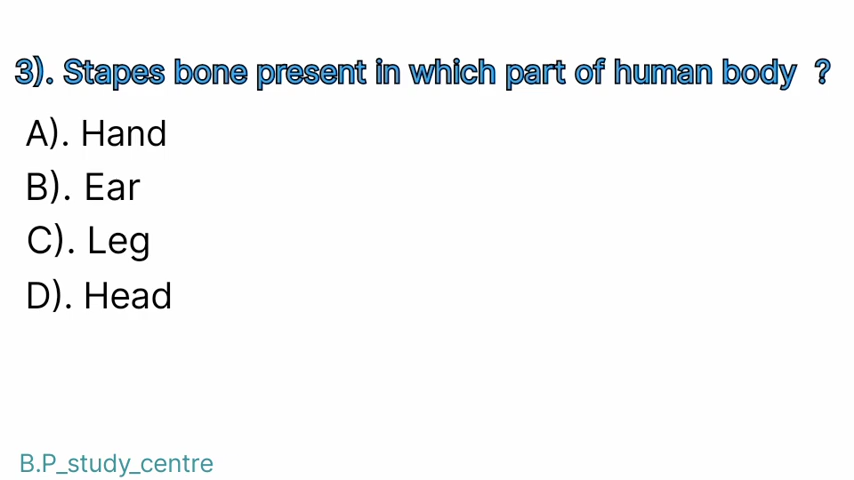 3). Stapes bone present in which part of human body ?
A). Hand
B). Ear
C). Leg
D). Head
B.P_study_centre